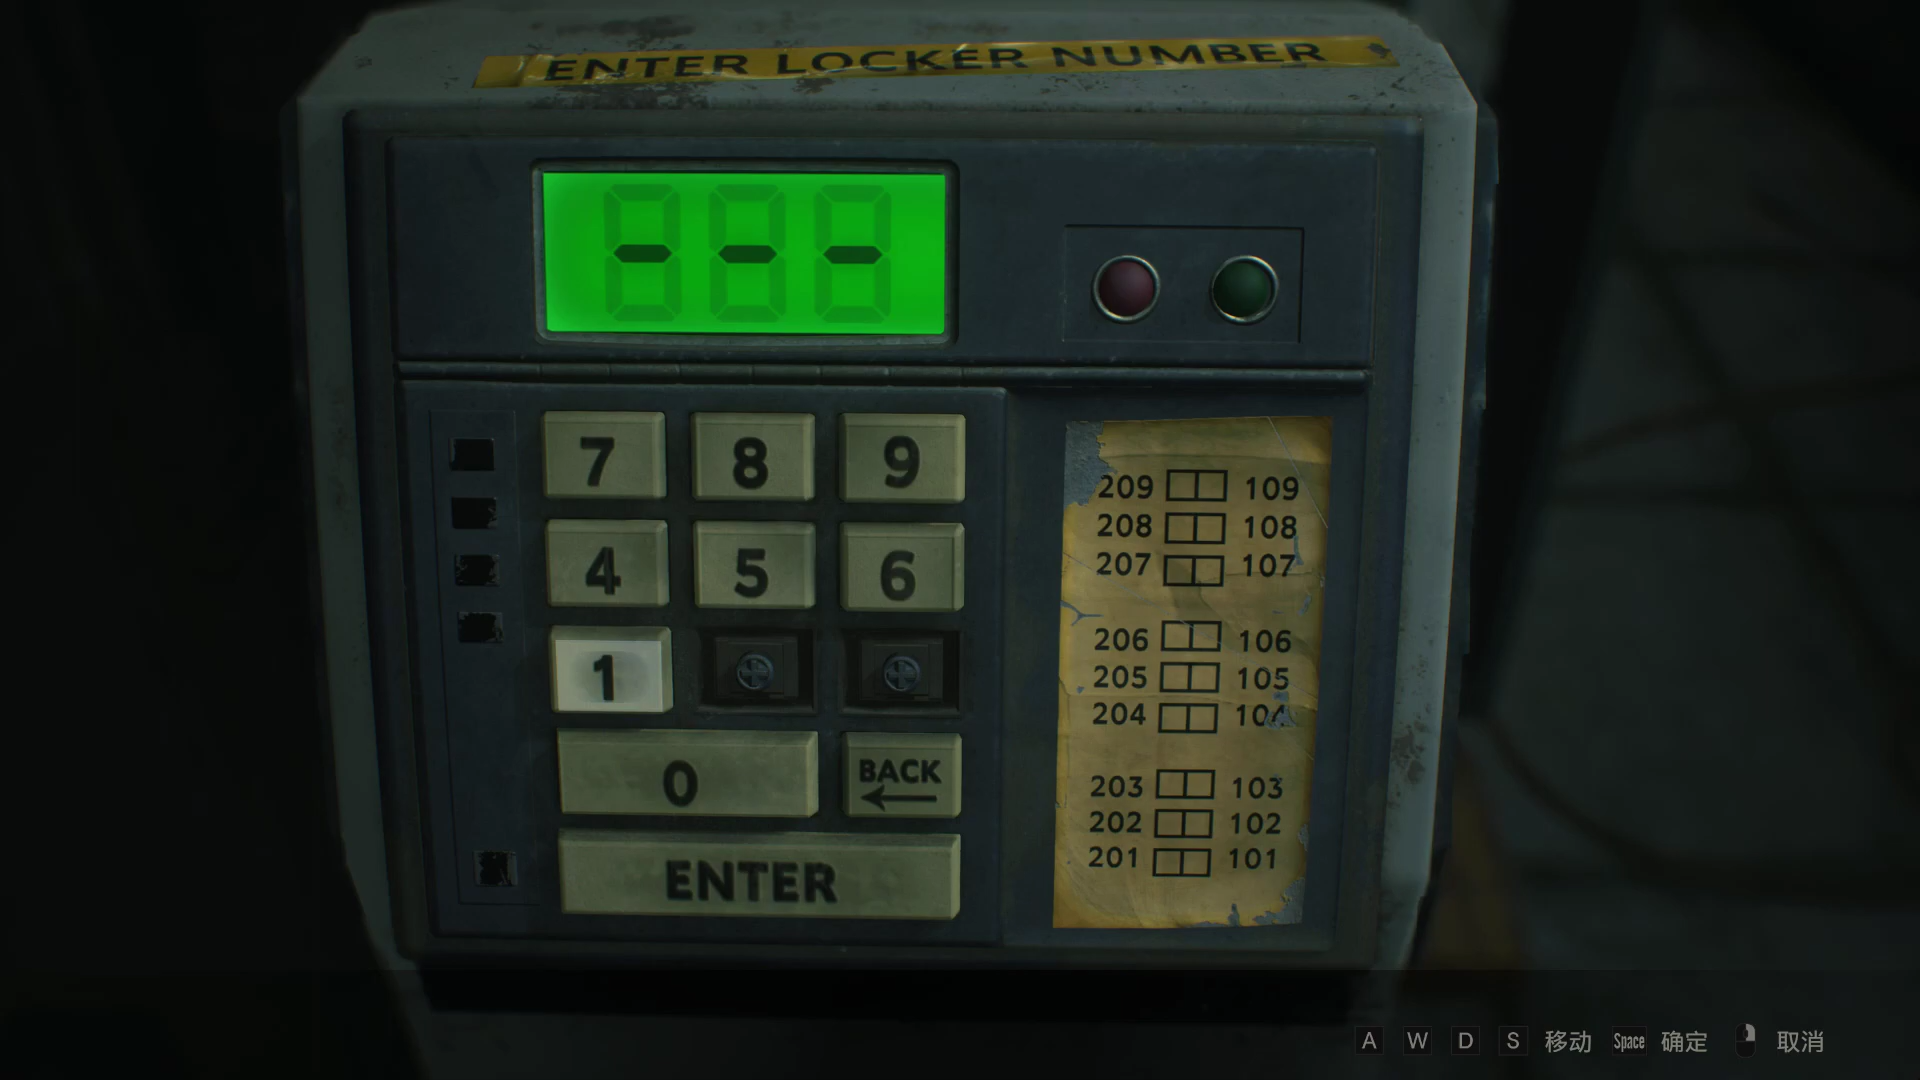 ENTER LOCKER NUMBER
7 8 9
4 5 6
1
0 BACK
ENTER
209 109
208 108
207 107
206 106
205 105
204 104
203 103
202 102
201 101
A W D S 移动 Space 确定 取消